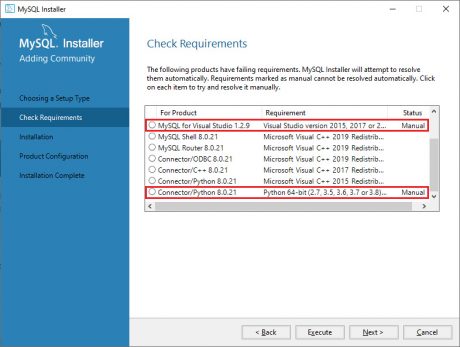 MySQL Installer
MySQL. Installer
Adding Community
Choosing a Setup Type
Check Requirements
Installation
Product Configuration
Installation Complete
Check Requirements
The following products have failing requirements. MySQL Installer will attempt to resolve
them automatically. Requirements marked as manual cannot be resolved automatically. Click
on each item to try and resolve it manually.
For Product Requirement Status
MySQL for Visual Studio 1.2.9 Visual Studio version 2015, 2017 or 2... Manual
MySQL Shell 8.0.21 Microsoft Visual C++ 2019 Redistrib...
MySQL Router 8.0.21 Microsoft Visual C++ 2019 Redistrib...
Connector/ODBC 8.0.21 Microsoft Visual C++ 2019 Redistrib...
Connector/C++ 8.0.21 Microsoft Visual C++ 2017 Redistrib...
Connector/Python 8.0.21 Microsoft Visual C++ 2015 Redistrib...
Connector/Python 8.0.21 Python 64-bit (2.7, 3.5, 3.6, 3.7 or 3.8)... Manual
< Back Execute Next > Cancel